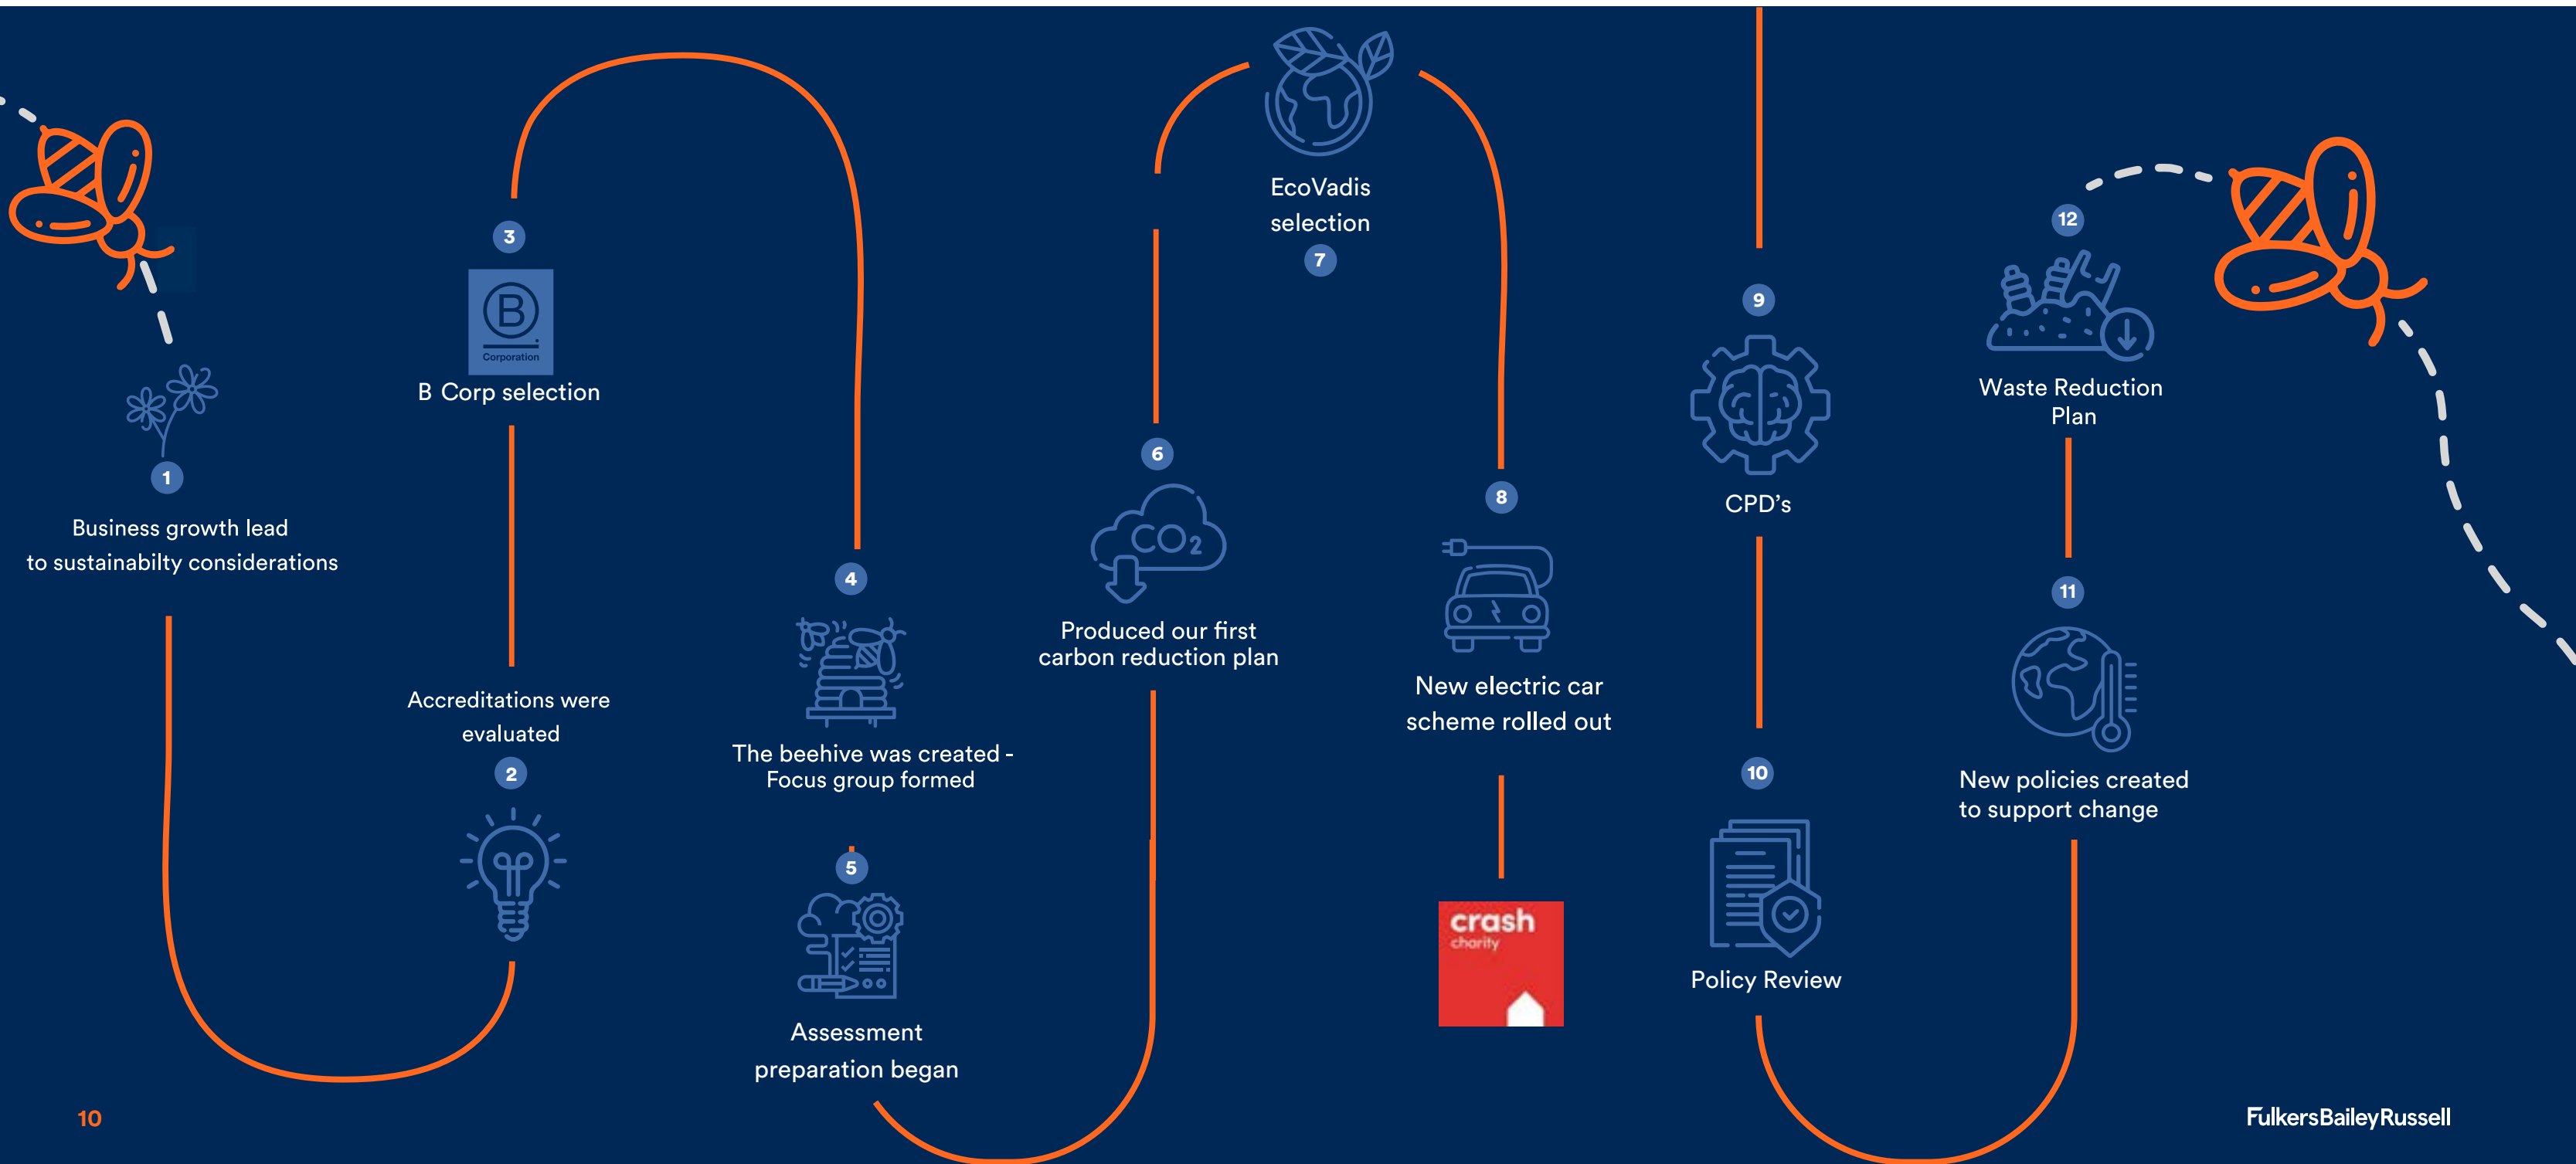 1
Business growth lead
to sustainabilty considerations
Accreditations were
evaluated
2
3
B
Corporation
B Corp selection
4
The beehive was created -
Focus group formed
5
Assessment
preparation began
6
CO2
Produced our first
carbon reduction plan
EcoVadis
selection
7
8
New electric car
scheme rolled out
crash
charity
9
CPD's
10
Policy Review
11
New policies created
to support change
12
Waste Reduction
Plan
10
FulkersBaileyRussell